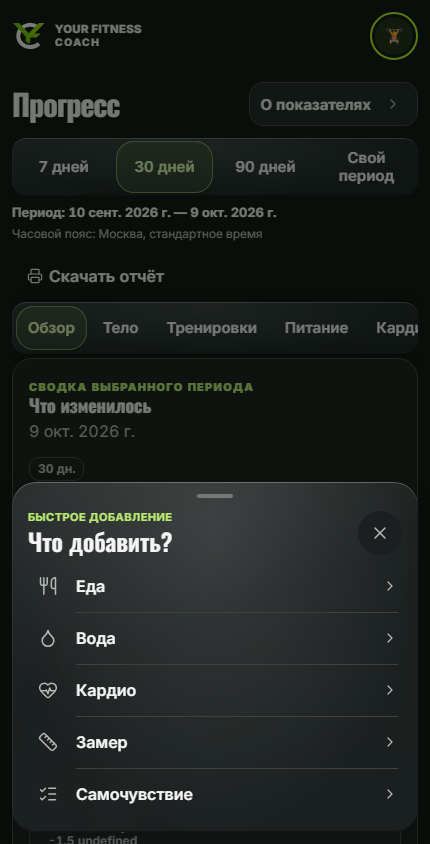 YOUR FITNESS
COACH
Прогресс
О показателях
7 дней
30 дней
90 дней
Свой
период
Период: 10 сент. 2026 г. — 9 окт. 2026 г.
Часовой пояс: Москва, стандартное время
Скачать отчёт
Обзор
Тело
Тренировки
Питание
Кардı
СВОДКА ВЫБРАННОГО ПЕРИОДА
Что изменилось
9 окт. 2026 г.
30 дн.
БЫСТРОЕ ДОБАВЛЕНИЕ
Что добавить?
Еда
Вода
Кардио
Замер
Самочувствие
-1.5 undefined